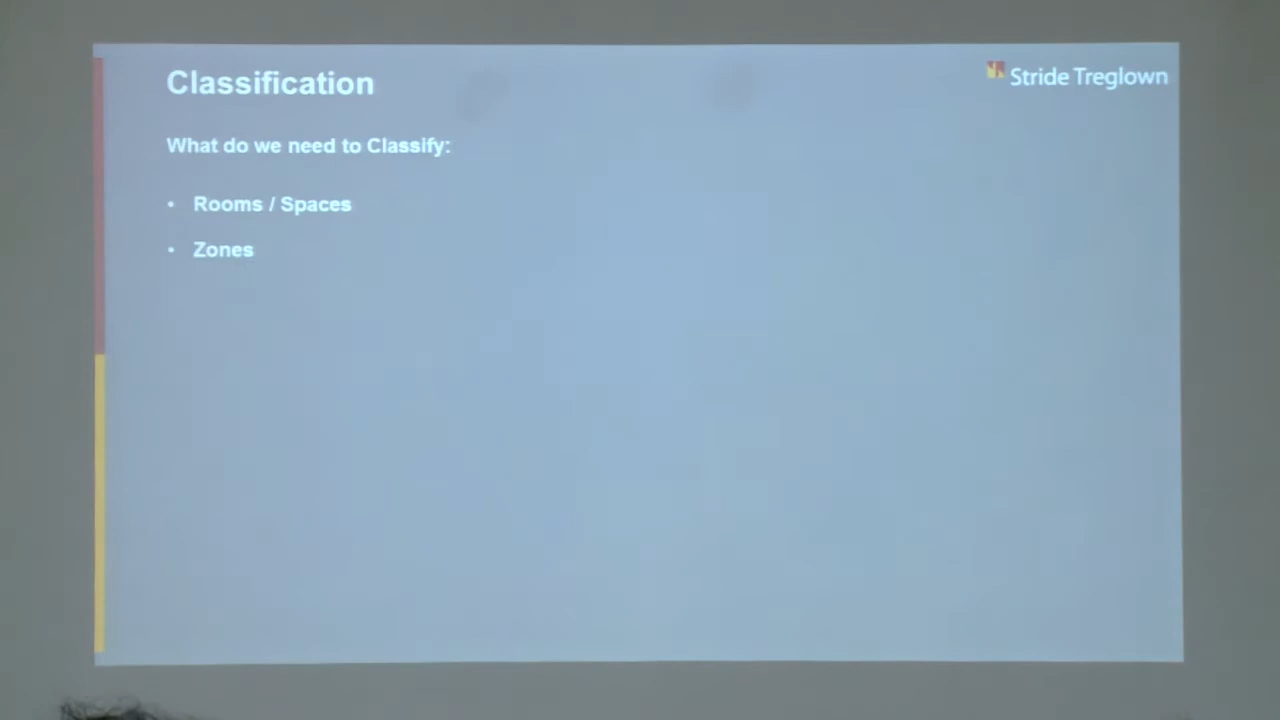 Classification
Stride Treglown
What do we need to Classify:
• Rooms / Spaces
• Zones